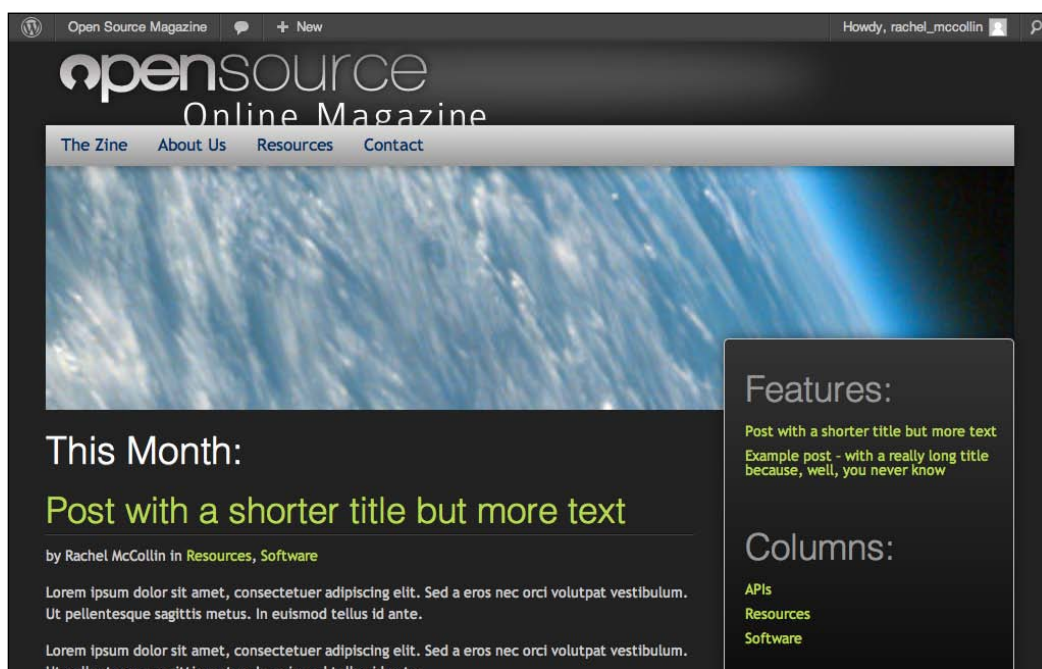 Open Source Magazine + New Howdy, rachel_mccollin
opensource
Online Magazine
The Zine About Us Resources Contact
This Month:
Post with a shorter title but more text
by Rachel McCollin in Resources, Software
Lorem ipsum dolor sit amet, consectetuer adipiscing elit. Sed a eros nec orci volutpat vestibulum.
Ut pellentesque sagittis metus. In euismod tellus id ante.
Lorem ipsum dolor sit amet, consectetuer adipiscing elit. Sed a eros nec orci volutpat vestibulum.
Features:
Post with a shorter title but more text
Example post - with a really long title
because, well, you never know
Columns:
APIs
Resources
Software